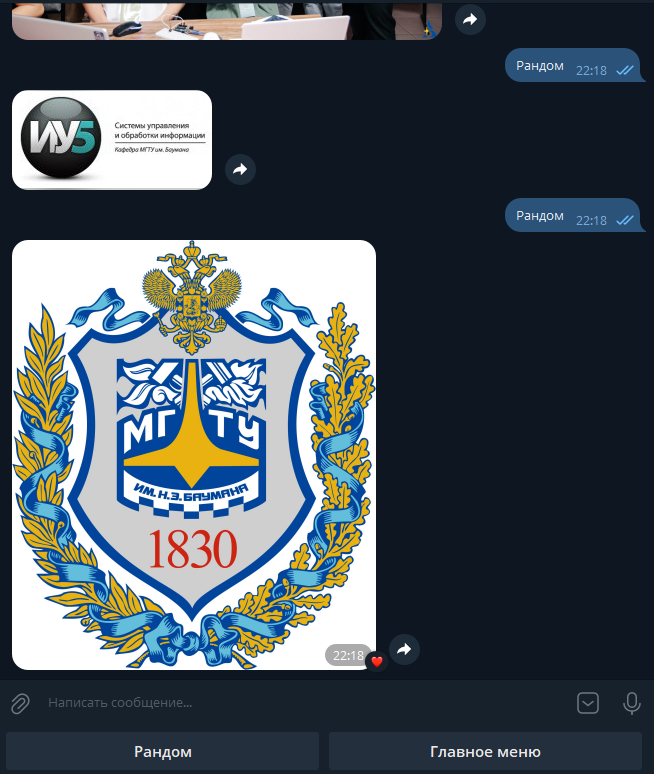 Рандом 22:18
ИУ5
Системы управления
и обработки информации
Кафедра МГТУ им. Баумана
Рандом 22:18
МГТУ
ИМ. Н.Э. БАУМАНА
1830
22:18
Написать сообщение...
Рандом
Главное меню